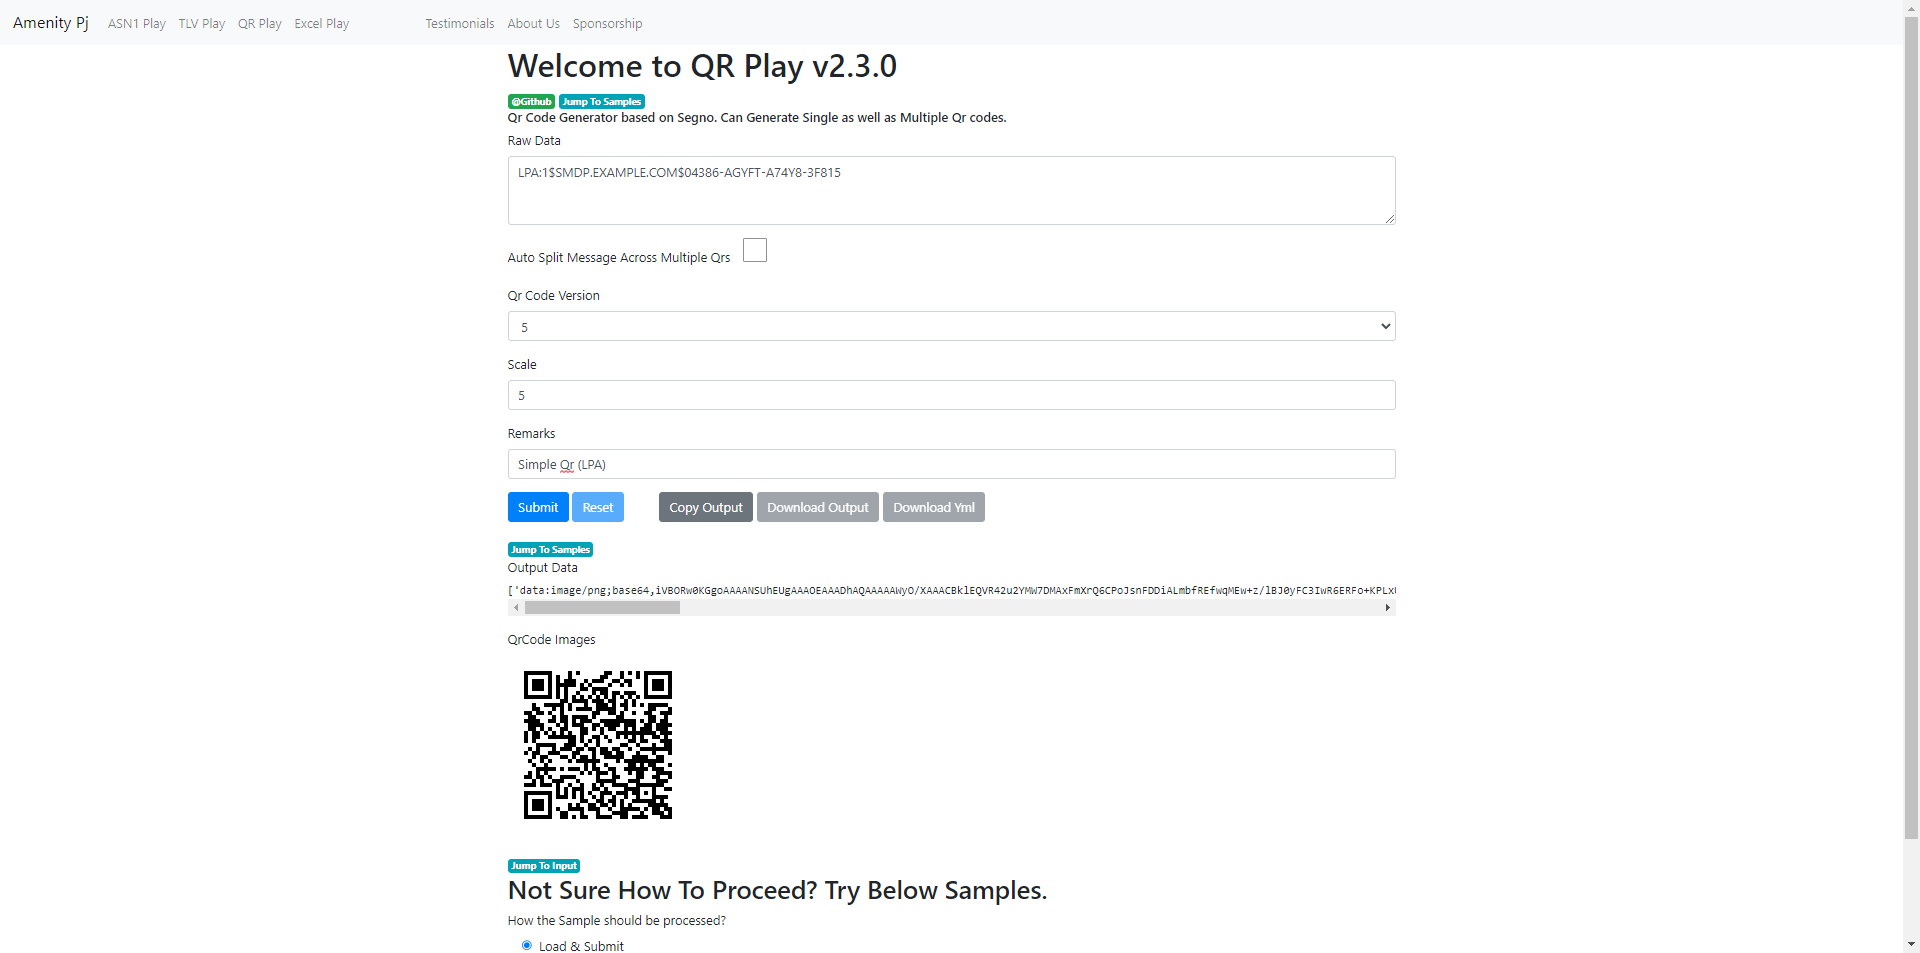 Amenity Pj ASN1 Play TLV Play QR Play Excel Play Testimonials About Us Sponsorship
Welcome to QR Play v2.3.0
@Github Jump To Samples
Qr Code Generator based on Segno. Can Generate Single as well as Multiple Qr codes.
Raw Data
LPA:1$SMDP.EXAMPLE.COM$04386-AGYFT-A74Y8-3F815
Auto Split Message Across Multiple Qrs
Qr Code Version
5
Scale
5
Remarks
Simple Qr (LPA)
Submit Reset Copy Output Download Output Download Yml
Jump To Samples
Output Data
['data:image/png;base64,iVBORw0KGgoAAAANSUhEUgAAAOEAAADhAQAAAAAWyO/XAAACBklEQVR42u2YMW7DMAxFmXrQ6CPoJsnFDDiALmbfREfwqMEw+z/lBJ0yFC3IwR6ERFo+KPLxU
QrCode Images
Jump To Input
Not Sure How To Proceed? Try Below Samples.
How the Sample should be processed?
Load & Submit